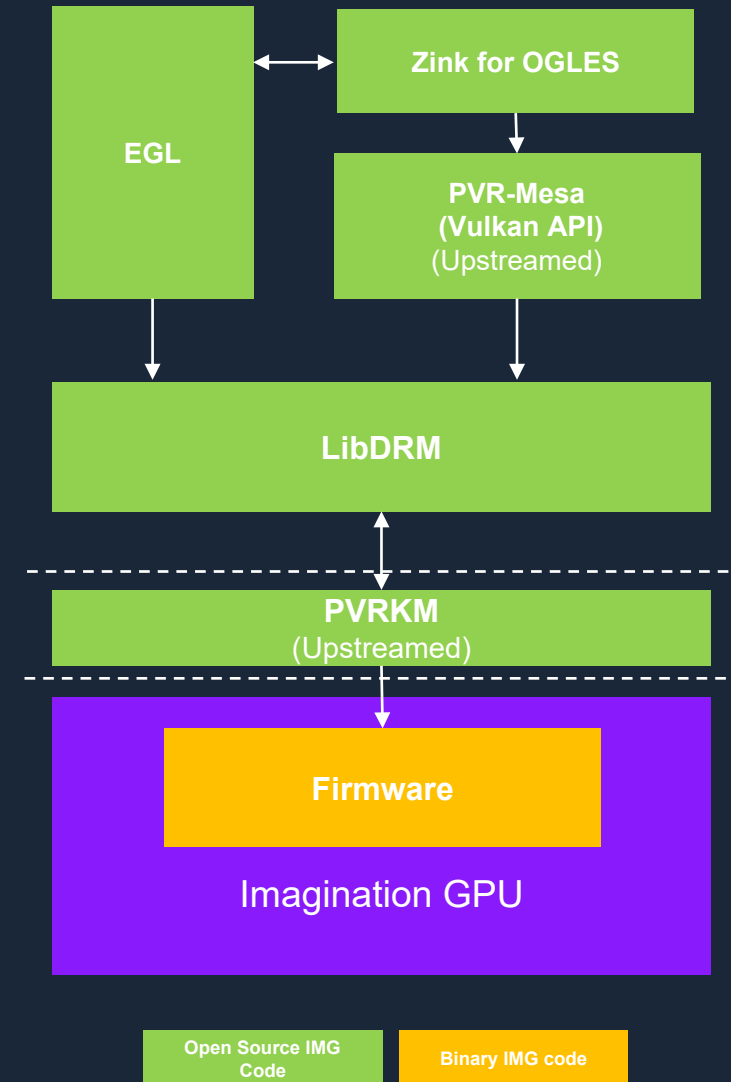 Zink for OGLES
EGL
PVR-Mesa
(Vulkan API)
(Upstreamed)
LibDRM
PVRKM
(Upstreamed)
Firmware
Imagination GPU
Open Source IMG
Code
Binary IMG code